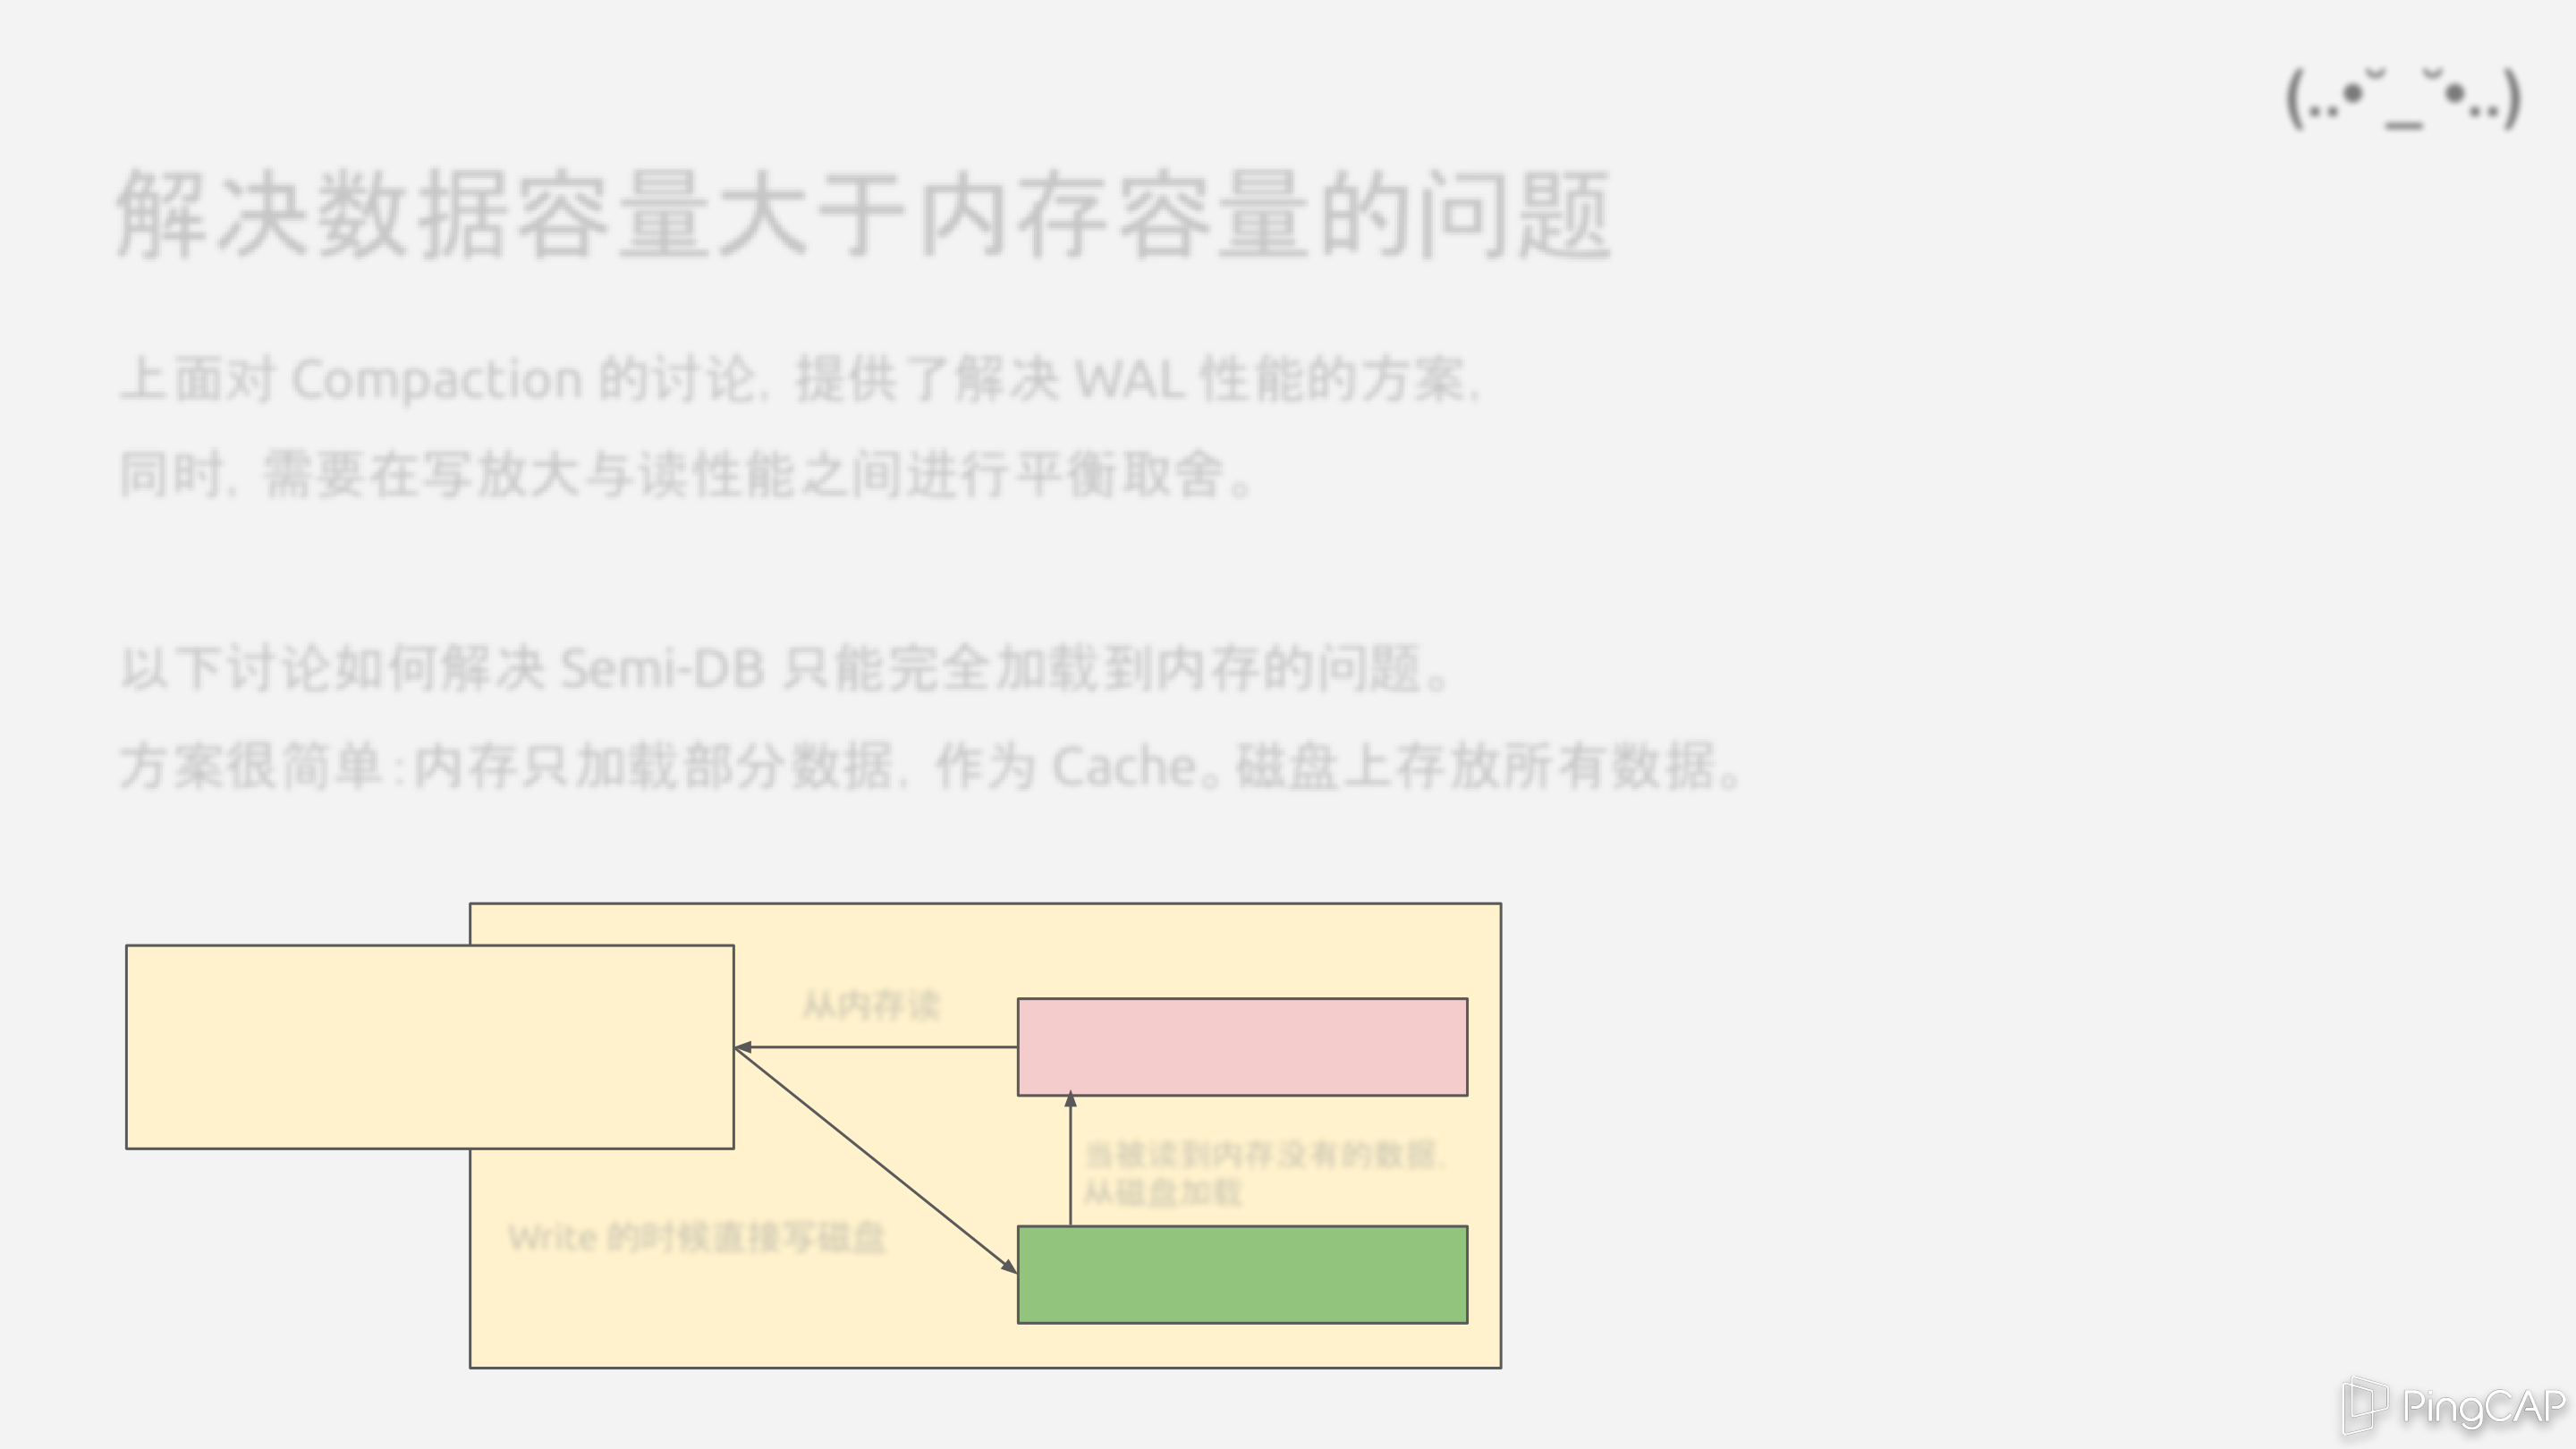 (..•˘_˘•..)
解决数据容量大于内存容量的问题
上面对 Compaction 的讨论，提供了解决 WAL 性能的方案，
同时，需要在写放大与读性能之间进行平衡取舍。
以下讨论如何解决 Semi-DB 只能完全加载到内存的问题。
方案很简单：内存只加载部分数据，作为 Cache。磁盘上存放所有数据。
从内存读
当被读到内存没有的数据，
从磁盘加载
Write 的时候直接写磁盘
PingCAP